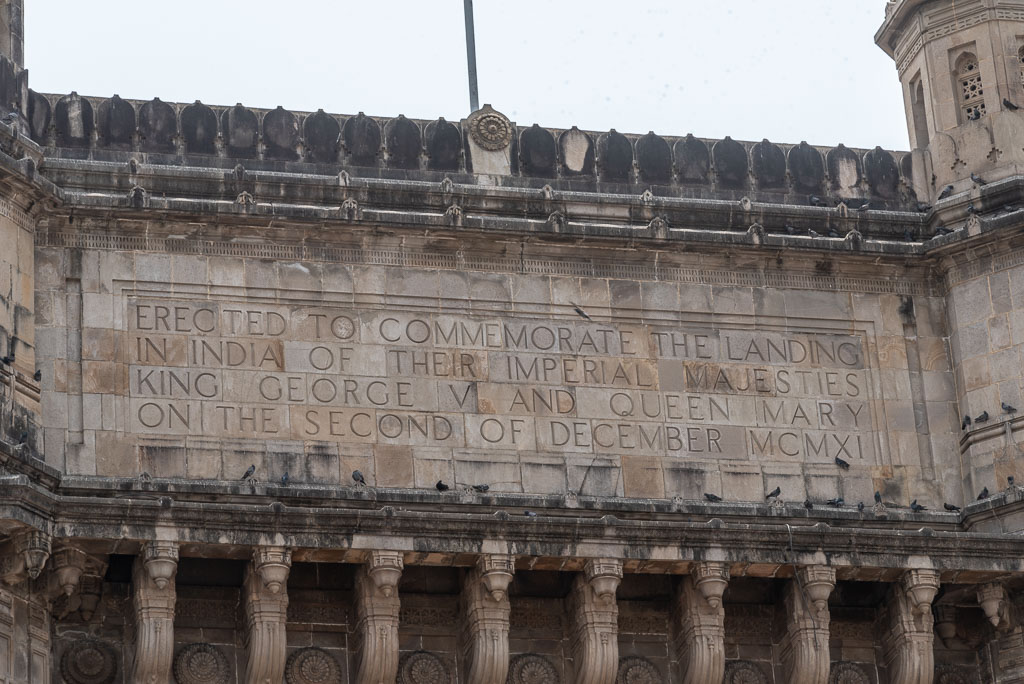 ERECTED TO COMMEMORATE THE LANDING
IN INDIA OF THEIR IMPERIAL MAJESTIES
KING GEORGE V AND QUEEN MARY
ON THE SECOND OF DECEMBER MCMXI